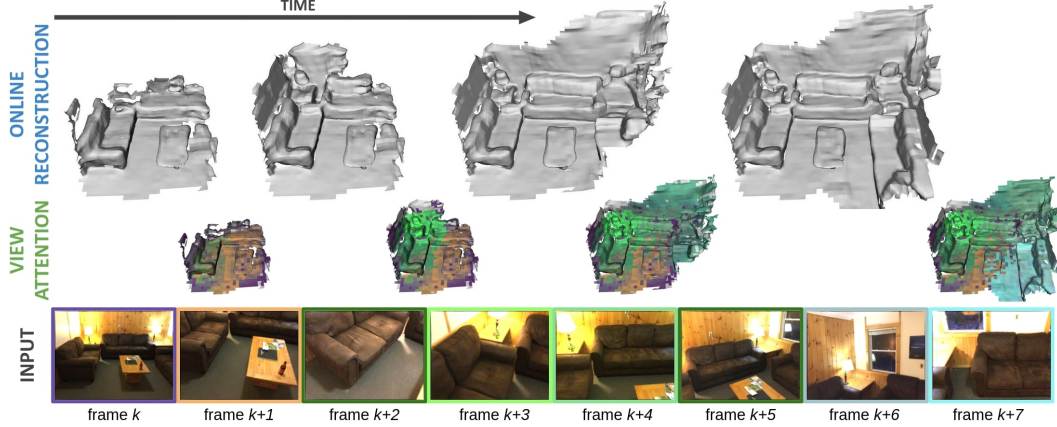 TIME
ONLINE
RECONSTRUCTION
VIEW
ATTENTION
INPUT
frame k
frame k+1
frame k+2
frame k+3
frame k+4
frame k+5
frame k+6
frame k+7